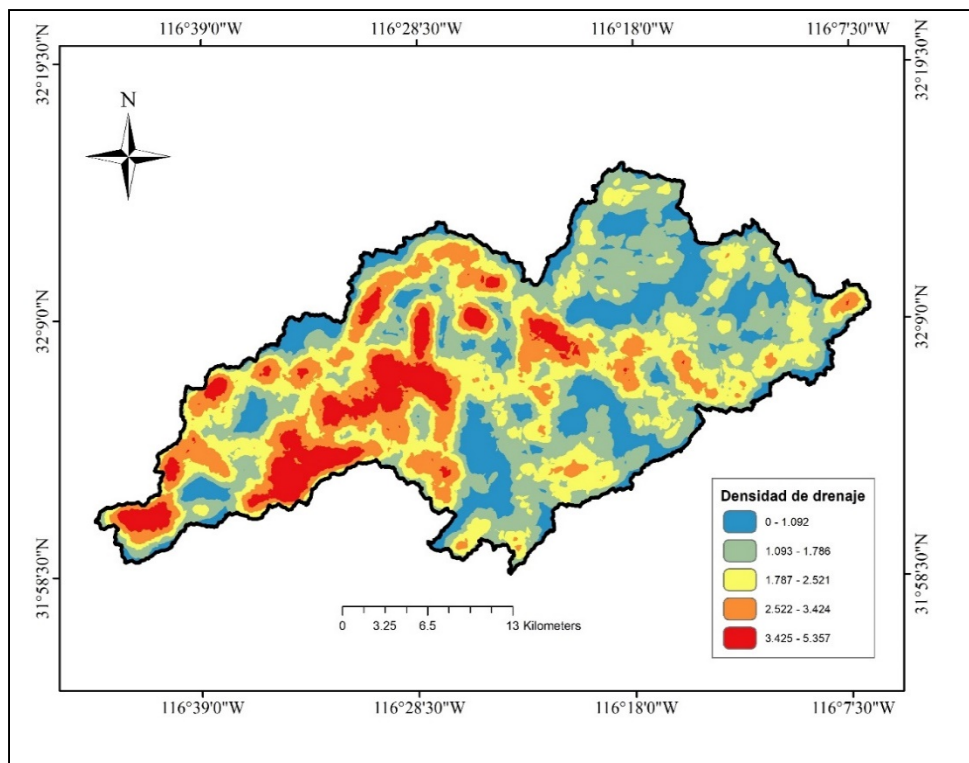 116°39'0"W 116°28'30"W 116°18'0"W 116°7'30"W
32°19'30"N 32°19'30"N
N
32°9'0"N 32°9'0"N
Densidad de drenaje
0 - 1.092
1.093 - 1.786
1.787 - 2.521
2.522 - 3.424
3.425 - 5.357
31°58'30"N 31°58'30"N
0 3.25 6.5 13 Kilometers
116°39'0"W 116°28'30"W 116°18'0"W 116°7'30"W